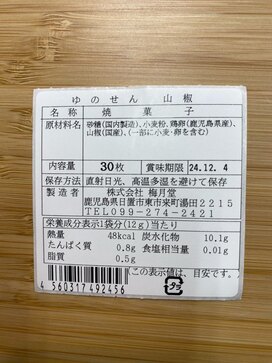 ゆのせん　山椒
名称　焼菓子
原材料名　砂糖(国内製造)、小麦粉、鶏卵(鹿児島県産)、
山椒(国産)、(一部に小麦・卵を含む)
内容量　30枚　賞味期限　24.12.4
保存方法　直射日光、高温多湿を避けて保存
製造者　株式会社 梅月堂
鹿児島県日置市東市来町湯田2215
TEL099-274-2421
栄養成分表示1袋分(12g)当たり
熱量　48kcal　炭水化物　10.1g
たんぱく質　0.8g　食塩相当量　0.01g
脂質　0.5g
(この表示値は、目安です。)
4 560317 492456
プラ